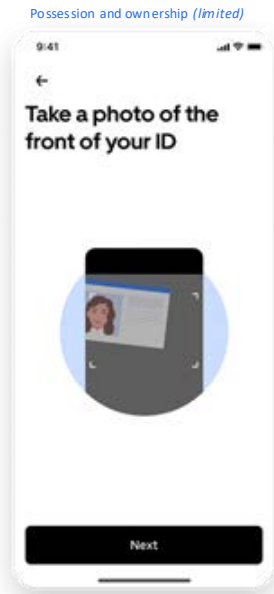 Possession and ownership (limited)
9:41
Take a photo of the
front of your ID
Next